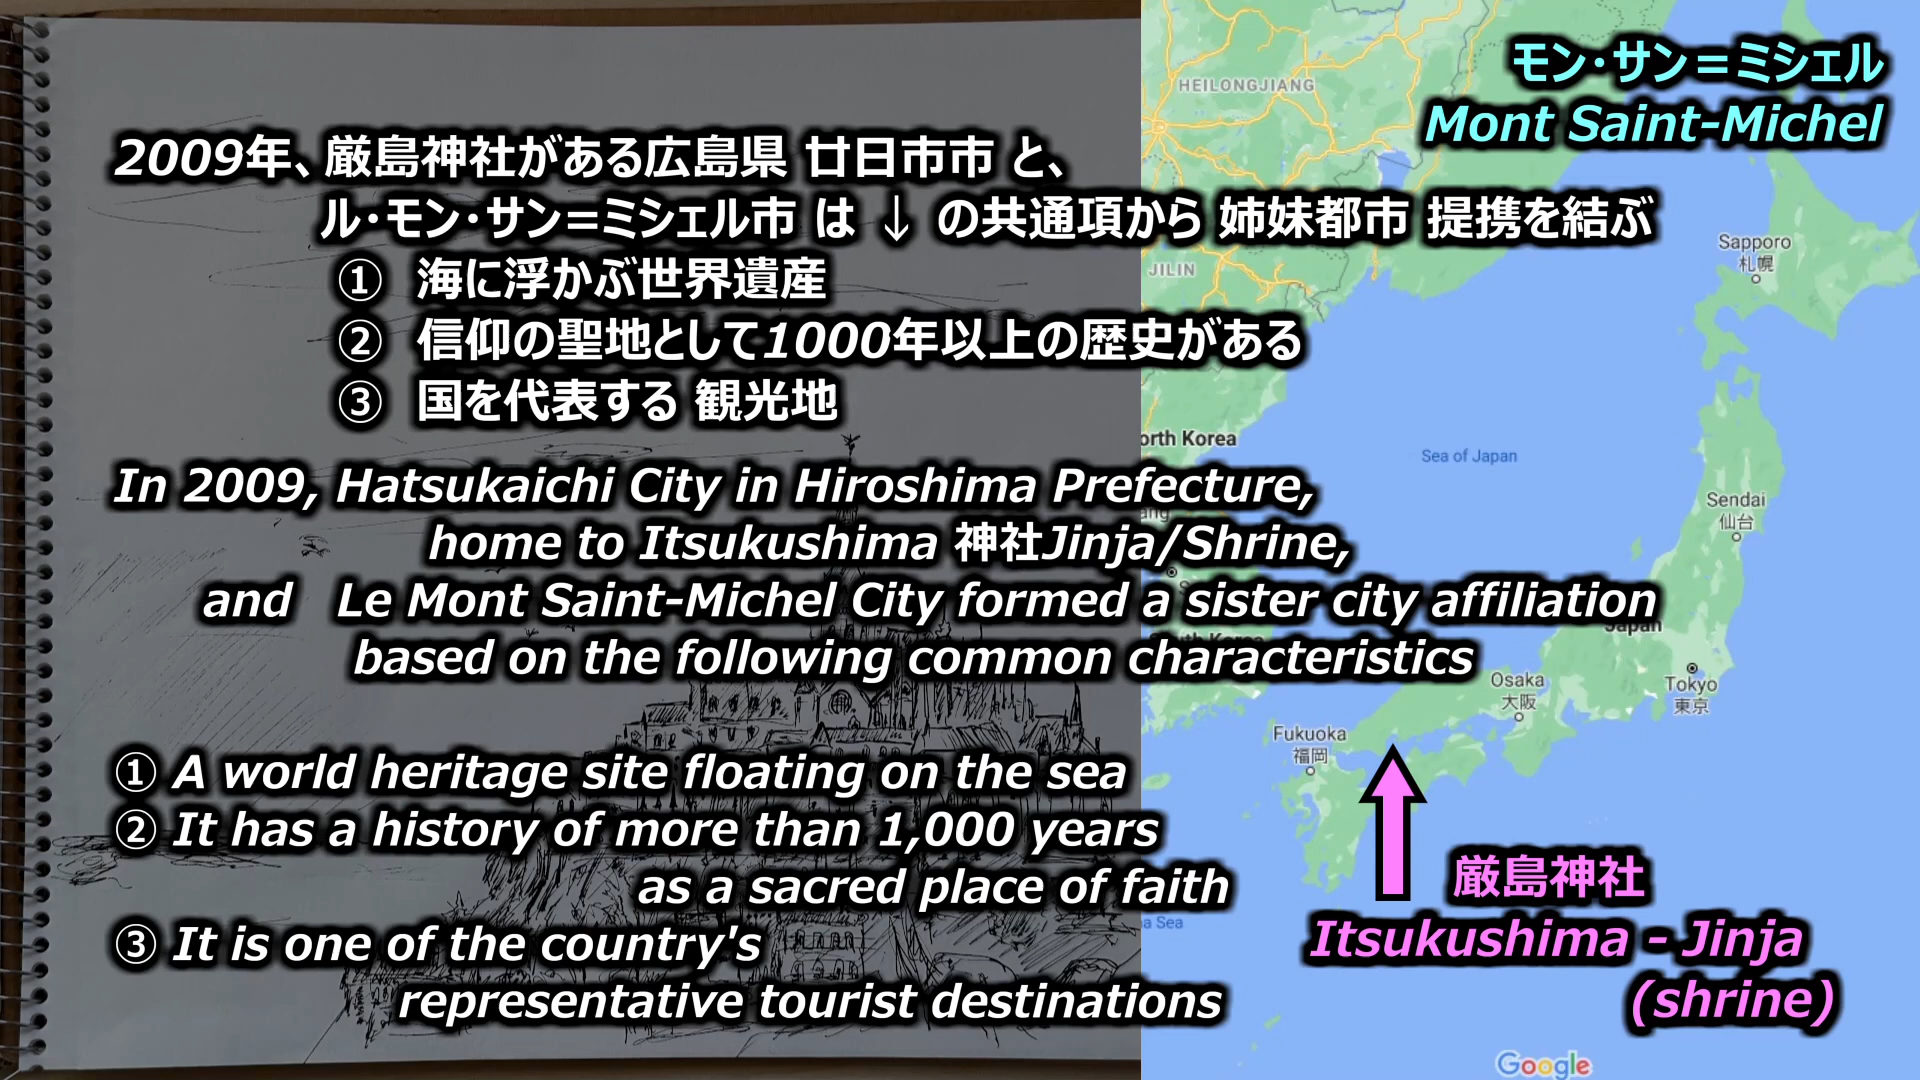 モン・サン＝ミシェル
Mont Saint-Michel
2009年、厳島神社がある広島県 廿日市市 と、
ル・モン・サン＝ミシェル市 は ↓ の共通項から 姉妹都市 提携を結ぶ
① 海に浮かぶ世界遺産
② 信仰の聖地として1000年以上の歴史がある
③ 国を代表する 観光地
In 2009, Hatsukaichi City in Hiroshima Prefecture,
home to Itsukushima 神社Jinja/Shrine,
and Le Mont Saint-Michel City formed a sister city affiliation
based on the following common characteristics
① A world heritage site floating on the sea
② It has a history of more than 1,000 years
as a sacred place of faith
③ It is one of the country's
representative tourist destinations
HEILONGJIANG
JILIN
Sapporo
札幌
orth Korea
Sea of Japan
Sendai
仙台
Japan
Osaka
大阪
Tokyo
東京
Fukuoka
福岡
厳島神社
Itsukushima - Jinja
(shrine)
a Sea
Google